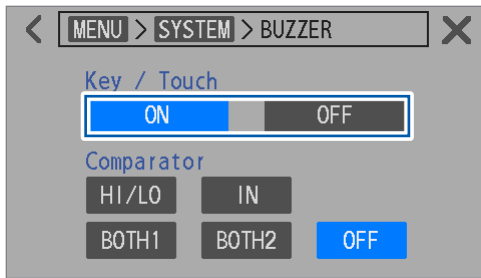 MENU > SYSTEM > BUZZER
Key / Touch
ON OFF
Comparator
HI/LO IN
BOTH1 BOTH2 OFF